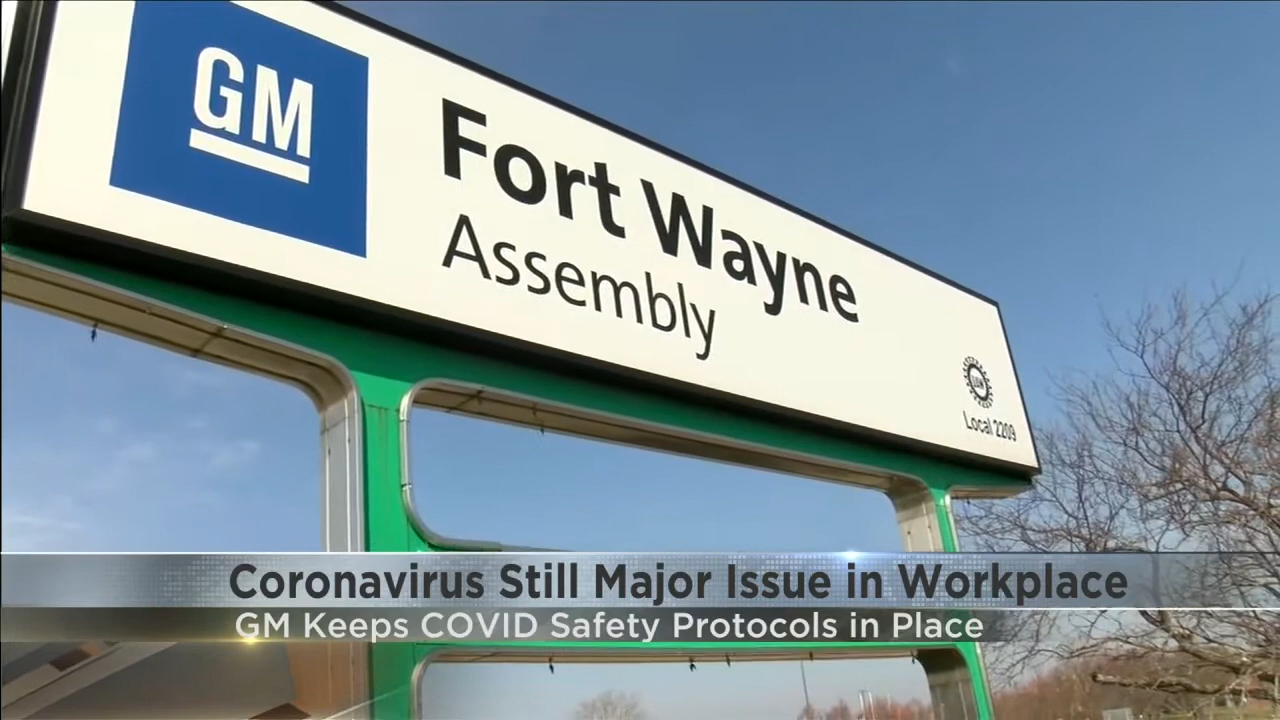 GM
Fort Wayne
Assembly
UAW
Local 2209
Coronavirus Still Major Issue in Workplace
GM Keeps COVID Safety Protocols in Place